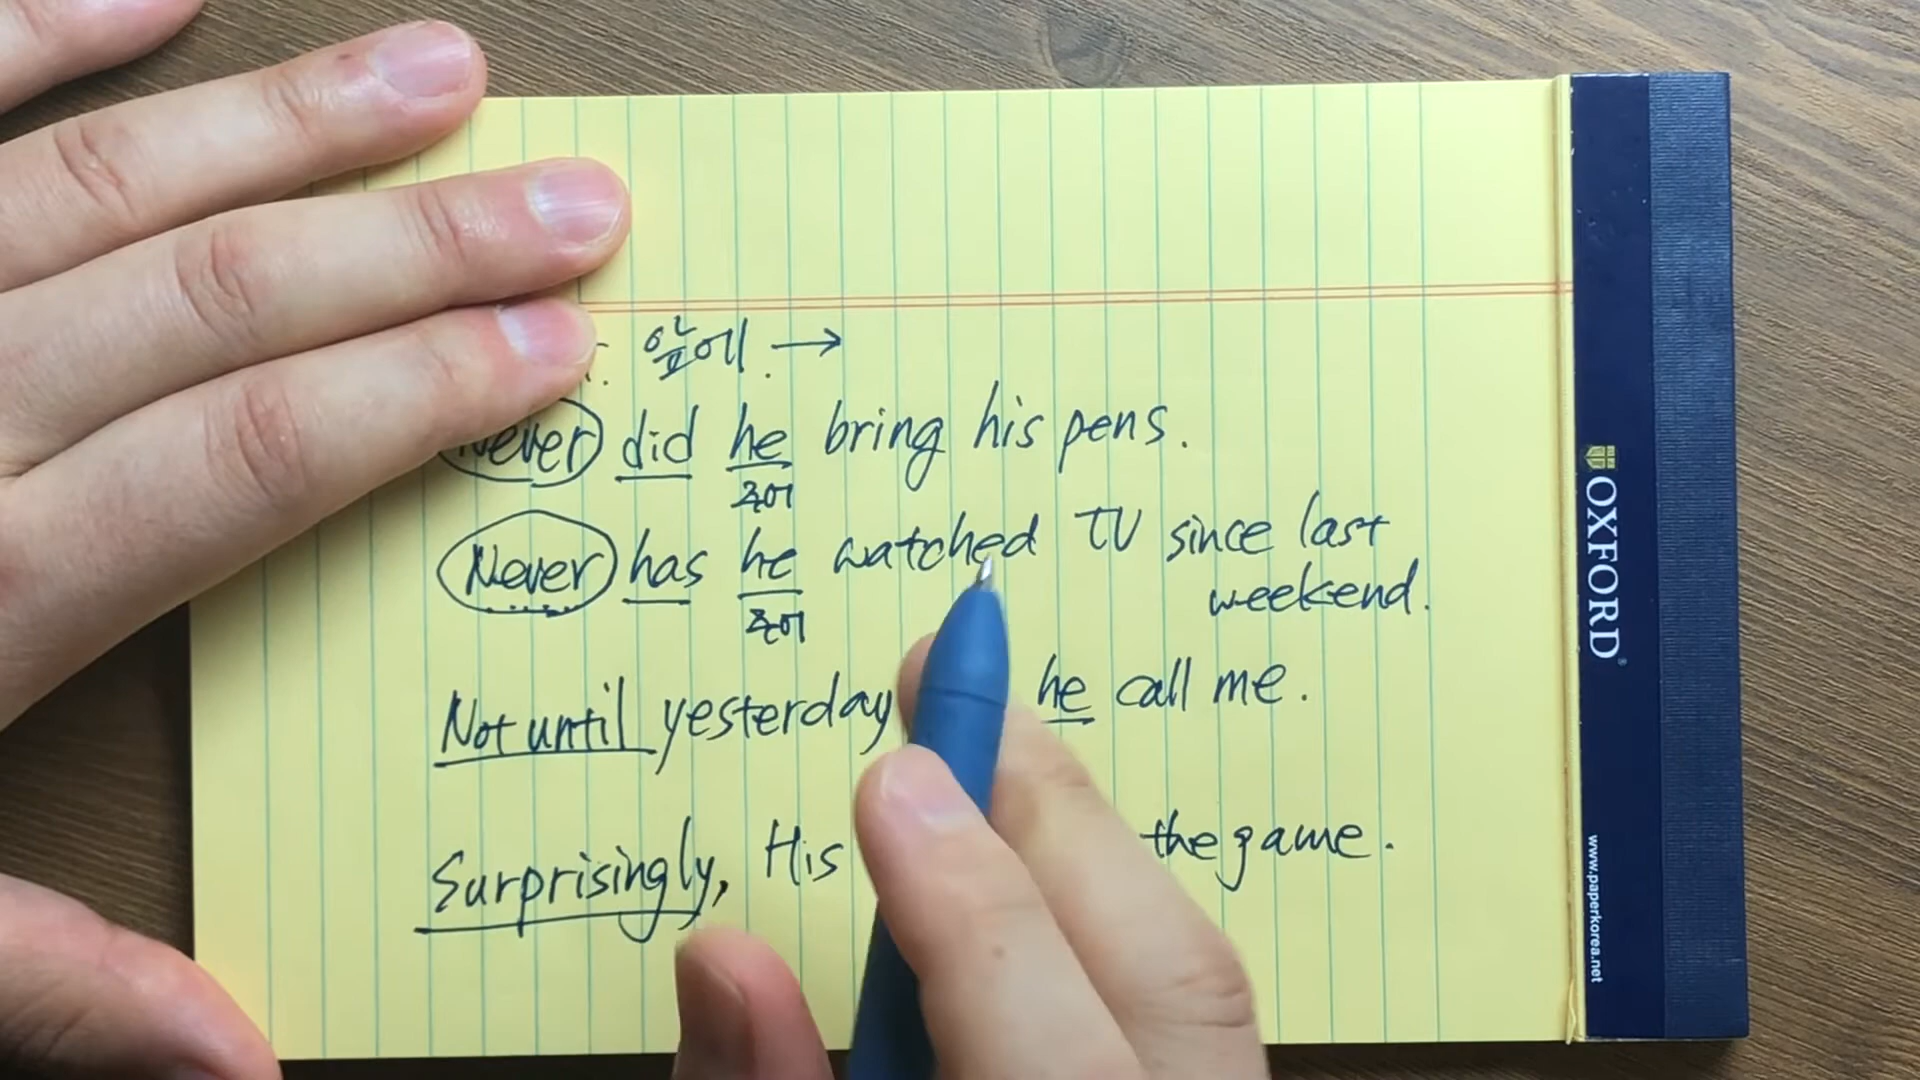 앞에. →
Never did he bring his pens.
주어
Never has he watched TV since last
weekend.
주어
Not until yesterday he call me.
Surprisingly, His the game.
OXFORD
www.paperkorea.net